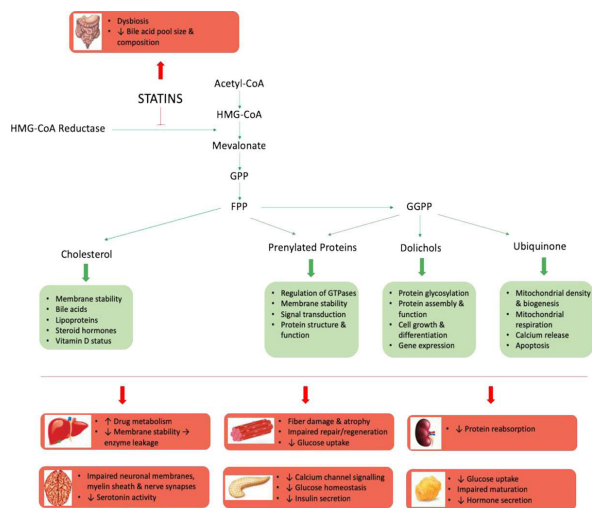 • Dysbiosis
• ↓ Bile acid pool size &
composition
STATINS
Acetyl-CoA
HMG-CoA
HMG-CoA Reductase
Mevalonate
GPP
FPP
GGPP
Cholesterol
Prenylated Proteins
Dolichols
Ubiquinone
• Membrane stability
• Bile acids
• Lipoproteins
• Steroid hormones
• Vitamin D status
• Regulation of GTPases
• Membrane stability
• Signal transduction
• Protein structure &
function
• Protein glycosylation
• Protein assembly &
function
• Cell growth &
differentiation
• Gene expression
• Mitochondrial density
& biogenesis
• Mitochondrial
respiration
• Calcium release
• Apoptosis
• ↑ Drug metabolism
• ↓ Membrane stability →
enzyme leakage
• Fiber damage & atrophy
• Impaired repair/regeneration
• ↓ Glucose uptake
• ↓ Protein reabsorption
• Impaired neuronal membranes,
myelin sheath & nerve synapses
• ↓ Serotonin activity
• ↓ Calcium channel signalling
• ↓ Glucose homeostasis
• ↓ Insulin secretion
• ↓ Glucose uptake
• Impaired maturation
• ↓ Hormone secretion